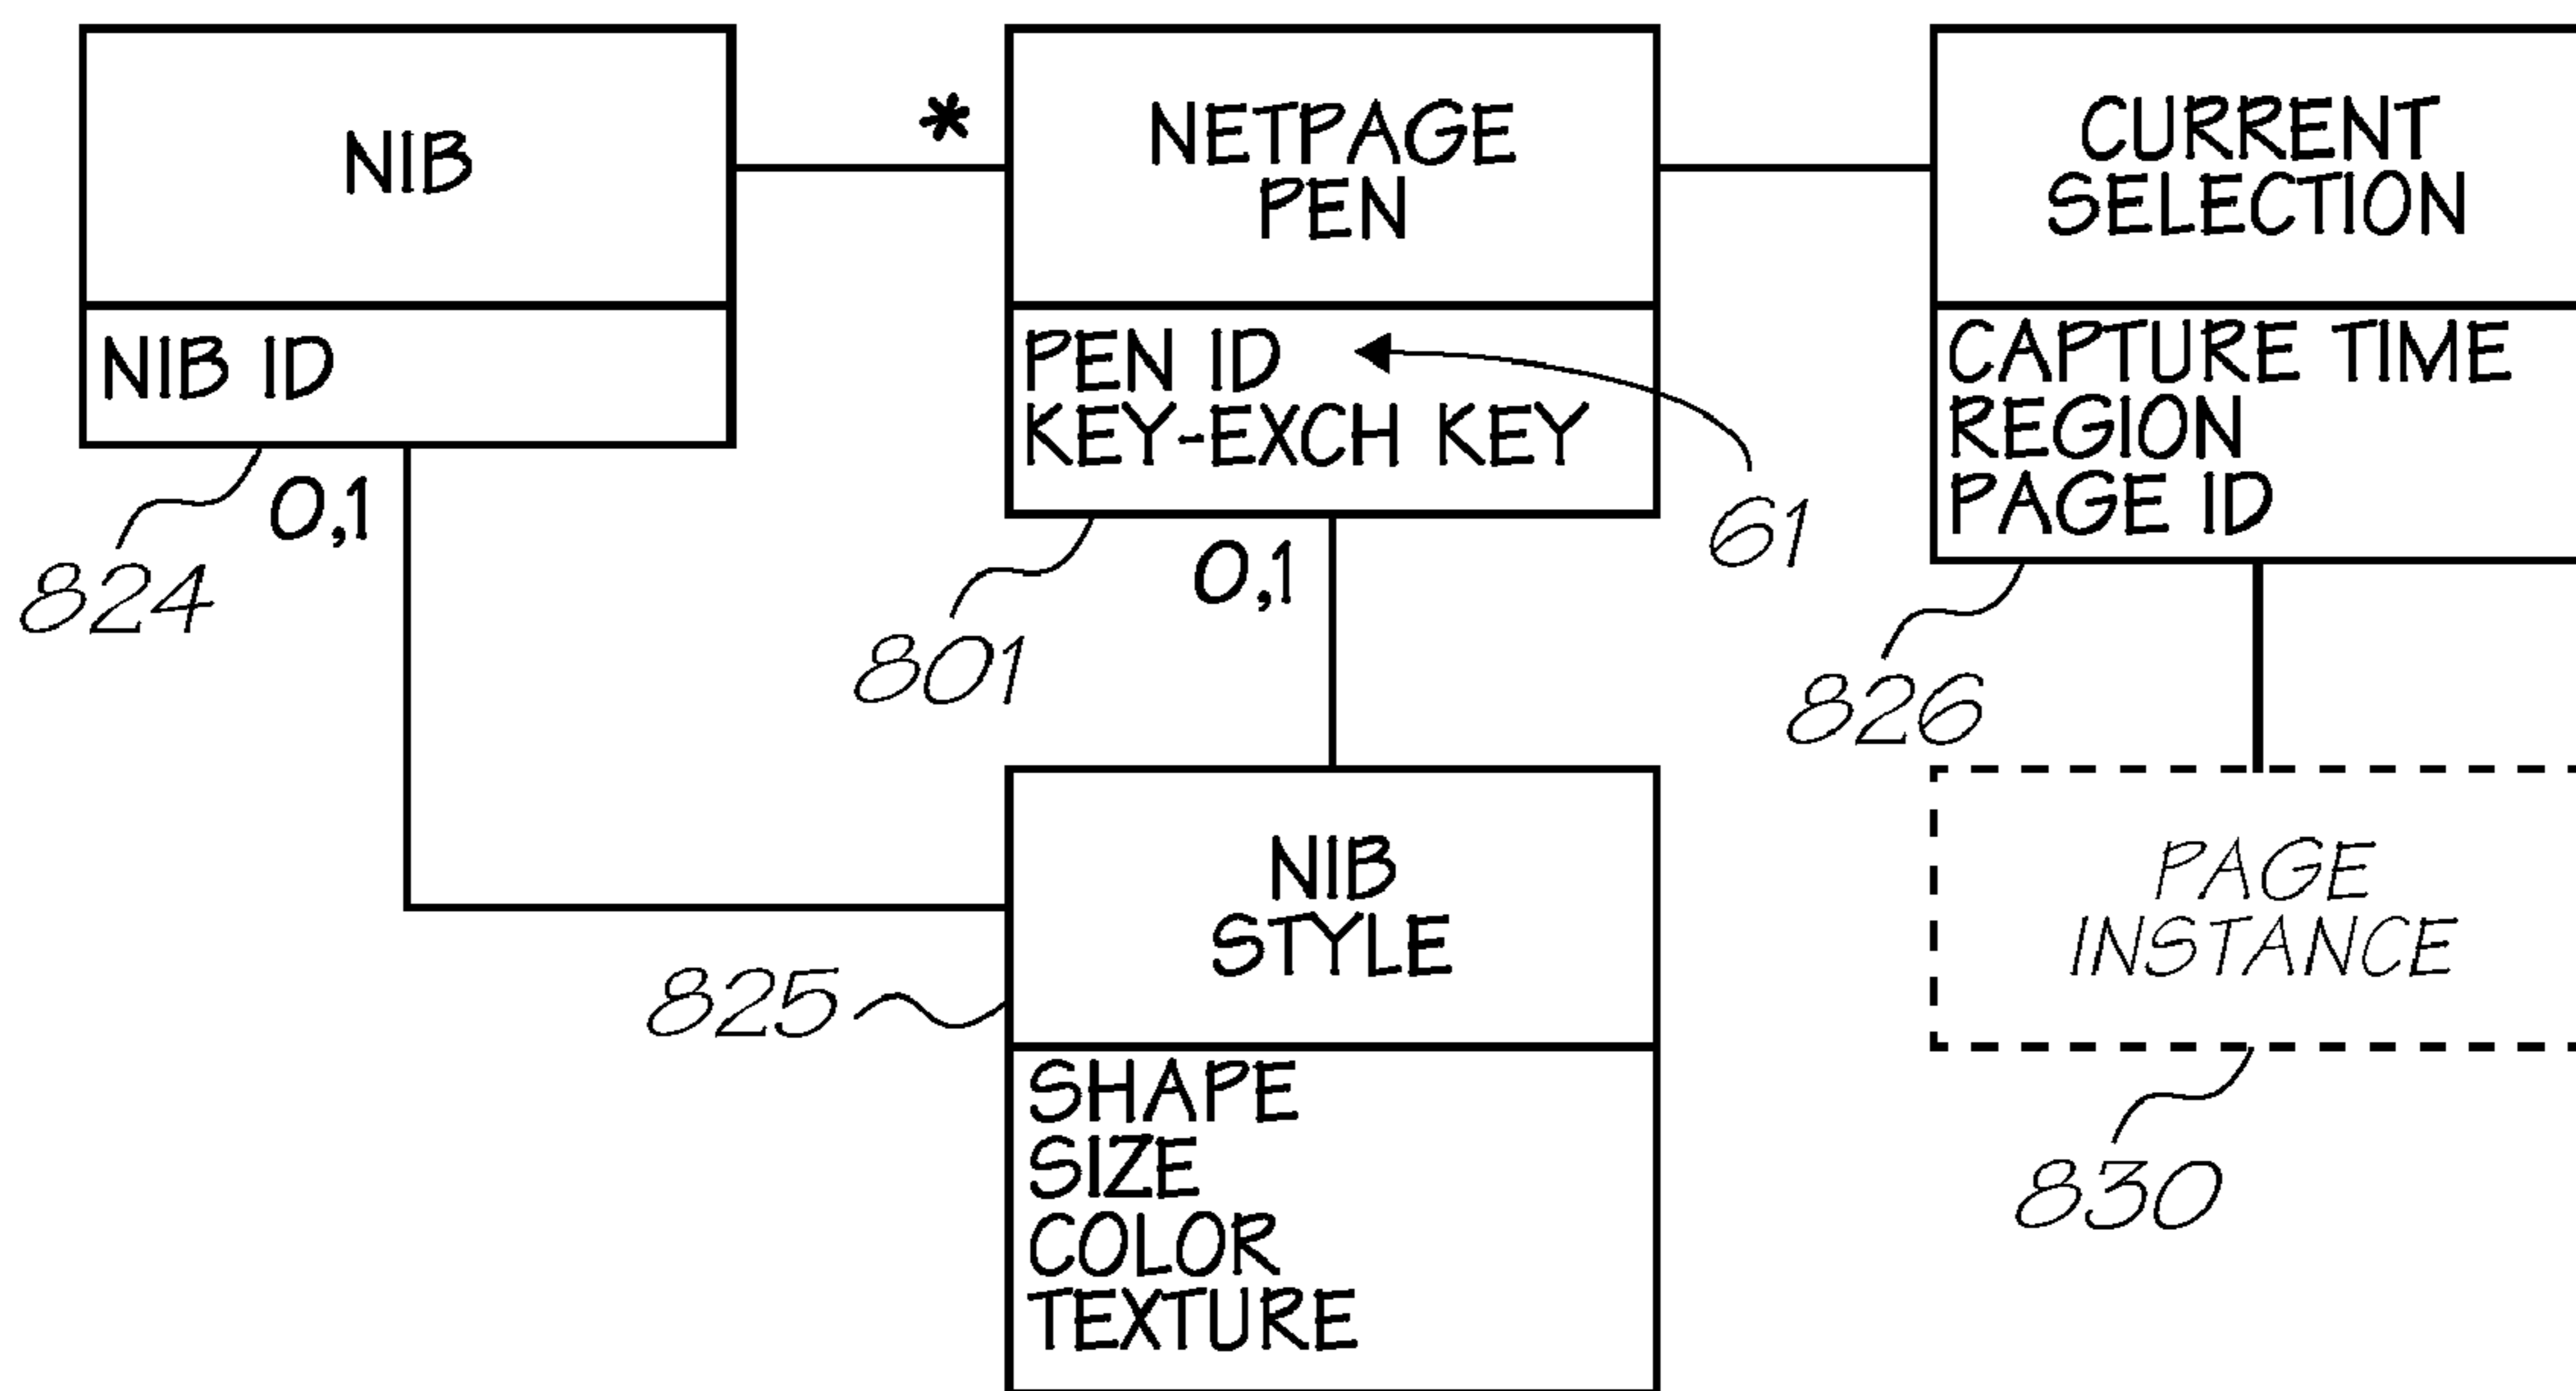 NIB
NIB ID
824
0,1
*
NETPAGE
PEN
PEN ID
KEY-EXCH KEY
61
801
0,1
CURRENT
SELECTION
CAPTURE TIME
REGION
PAGE ID
826
NIB
STYLE
825
SHAPE
SIZE
COLOR
TEXTURE
PAGE
INSTANCE
830